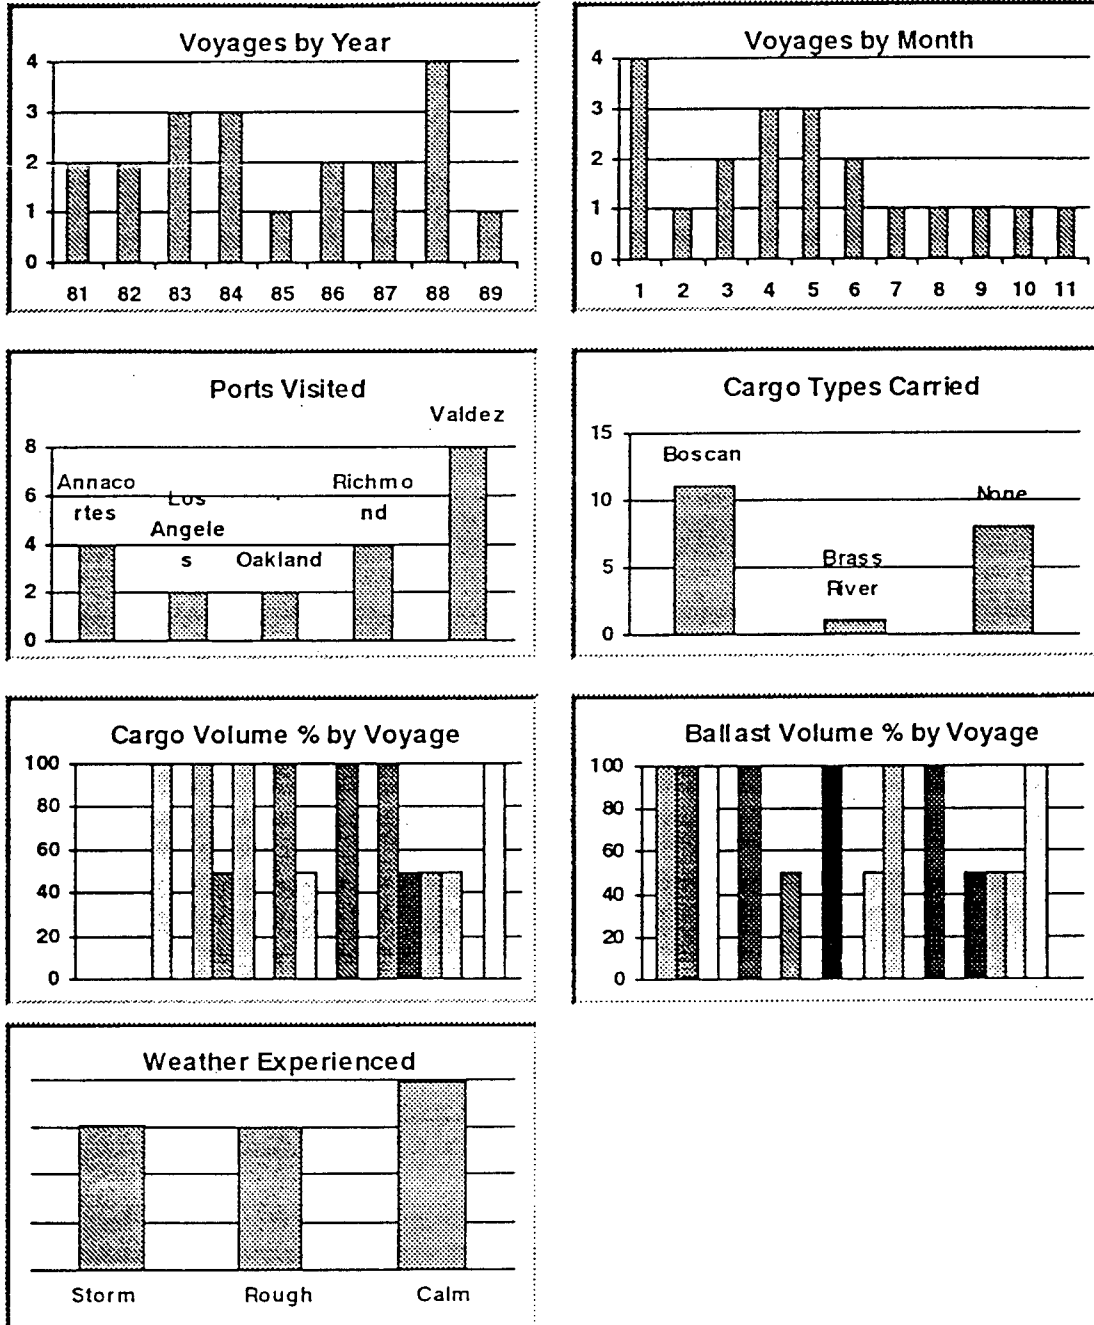 Voyages by Year
4
3
2
1
0
81 82 83 84 85 86 87 88 89
Voyages by Month
4
3
2
1
0
1 2 3 4 5 6 7 8 9 10 11
Ports Visited
8
6
4
2
0
Annaco
rtes
Los
Angele
s
Oakland
Richmo
nd
Valdez
Cargo Types Carried
15
10
5
0
Boscan
Brass
River
None
Cargo Volume % by Voyage
100
80
60
40
20
0
Ballast Volume % by Voyage
100
80
60
40
20
0
Weather Experienced
Storm Rough Calm